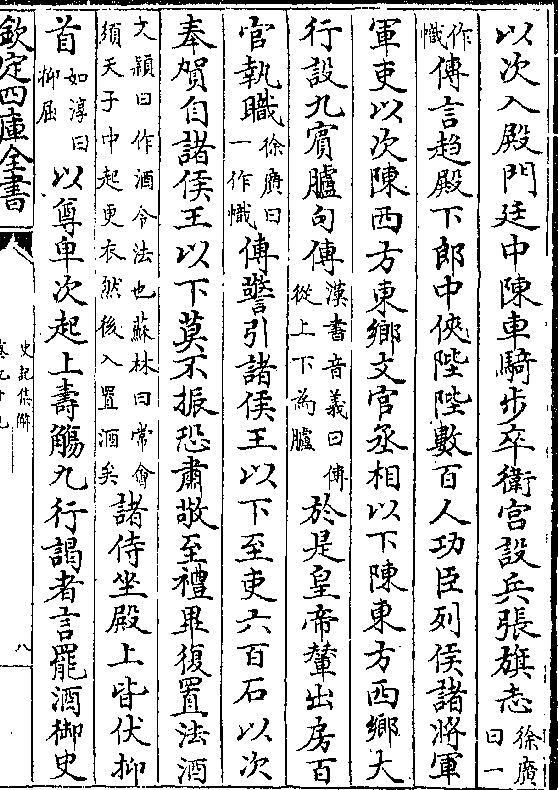 以次入殿門廷中陳車騎步卒衛宫設兵張旗志徐廣曰一
作幟傳言趨殿下郎中俠陛陛數百人功臣列侯諸將軍
軍吏以次陳西方東鄉文官丞相以下陳東方西鄉大
行設九賓臚句傳漢書音義曰傳從上下為臚於是皇帝輦出房百
官執職徐廣曰一作幟傳警引諸侯王以下至吏六百石以次
奉賀自諸侯王以下莫不振恐肅敬至禮畢復置法酒
文穎曰作酒令法也蘇林曰常會須天子中起更衣然後入置酒矣諸侍坐殿上皆伏抑
首如淳曰抑屈以尊卑次起上壽觴九行謁者言罷酒御史
欽定四庫全書
史記集解
卷九十九
八